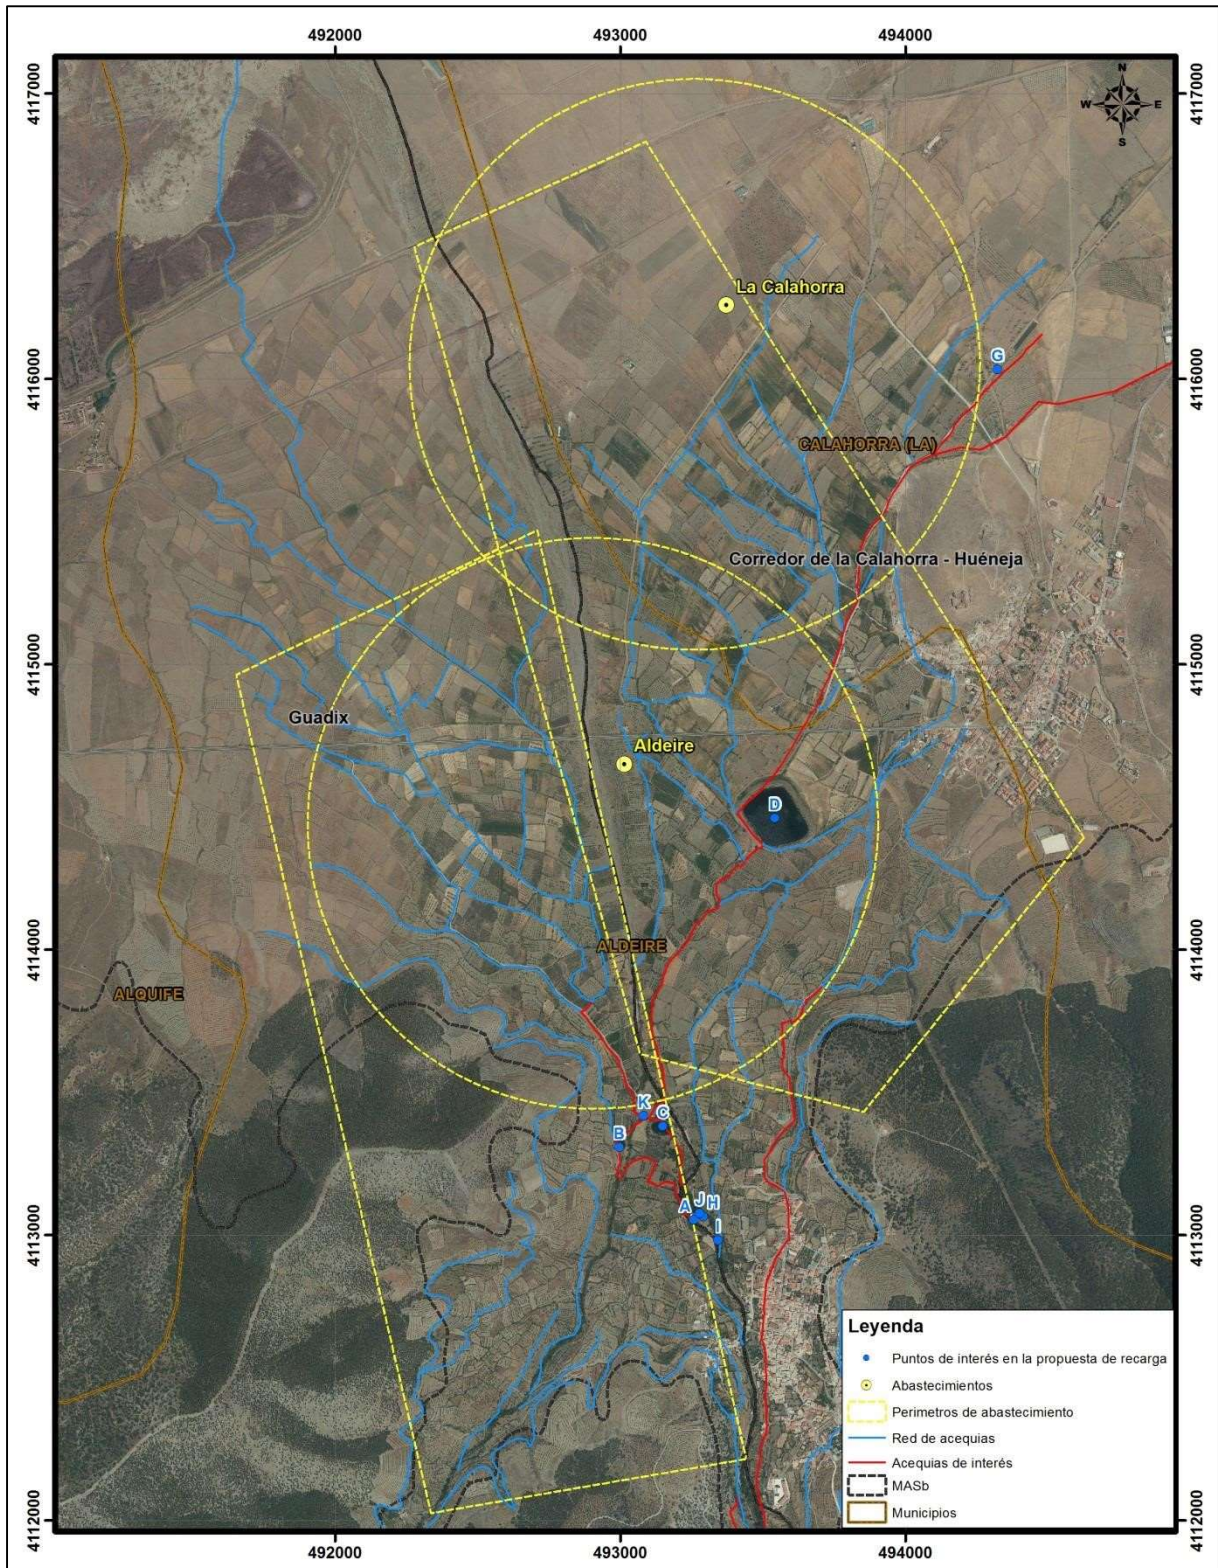 492000 493000 494000
4117000 4117000
N
W E
S
La Calahorra
4116000 G 4116000
CALAHORRA (LA)
Corredor de la Calahorra - Huéneja
4115000 4115000
Guadix
Aldeire
D
4114000 ALDEIRE 4114000
ALQUIFE
K C
B
A J H
I
4113000 4113000
Leyenda
Puntos de interés en la propuesta de recarga
Abastecimientos
Perimetros de abastecimiento
Red de acequias
Acequias de interés
MASb
Municipios
4112000 4112000
492000 493000 494000